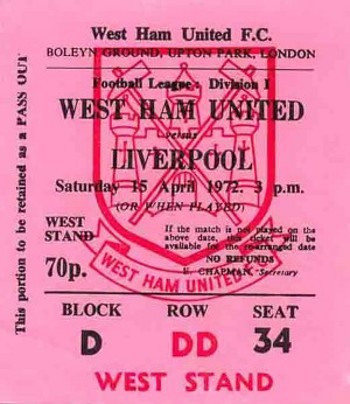 West Ham United F.C.
BOLEYN GROUND, UPTON PARK, LONDON
Football League: Division I
WEST HAM UNITED
versus
LIVERPOOL
Saturday 15 April 1972. 3 p.m.
(OR WHEN PLAYED)
WEST
STAND
70p.
If the match is not played on the
above date, this ticket will be
available for the re-arranged date
NO REFUNDS
E. CHAPMAN, Secretary
WEST HAM UNITED
BLOCK ROW SEAT
D DD 34
WEST STAND
This portion to be retained as a PASS OUT